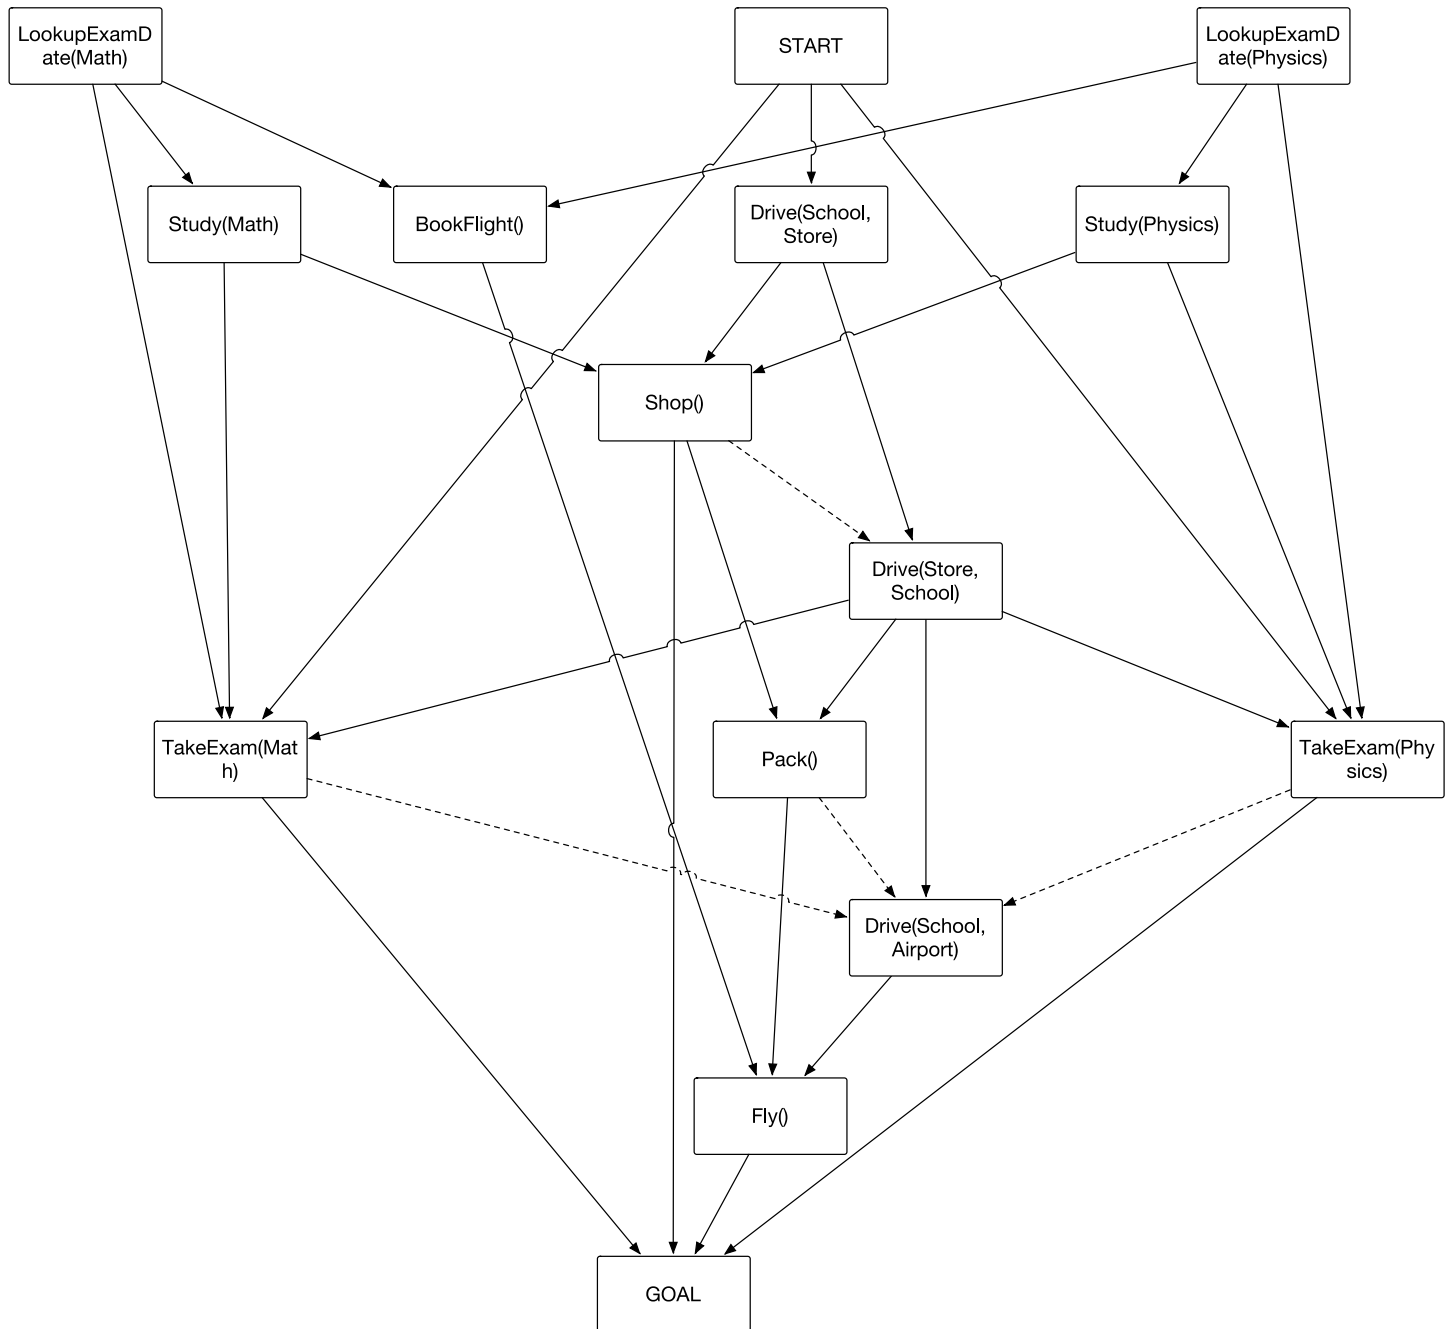 LookupExamD
ate(Math)
START
LookupExamD
ate(Physics)
Study(Math)
BookFlight()
Drive(School,
Store)
Study(Physics)
Shop()
Drive(Store,
School)
TakeExam(Mat
h)
Pack()
TakeExam(Phy
sics)
Drive(School,
Airport)
Fly()
GOAL